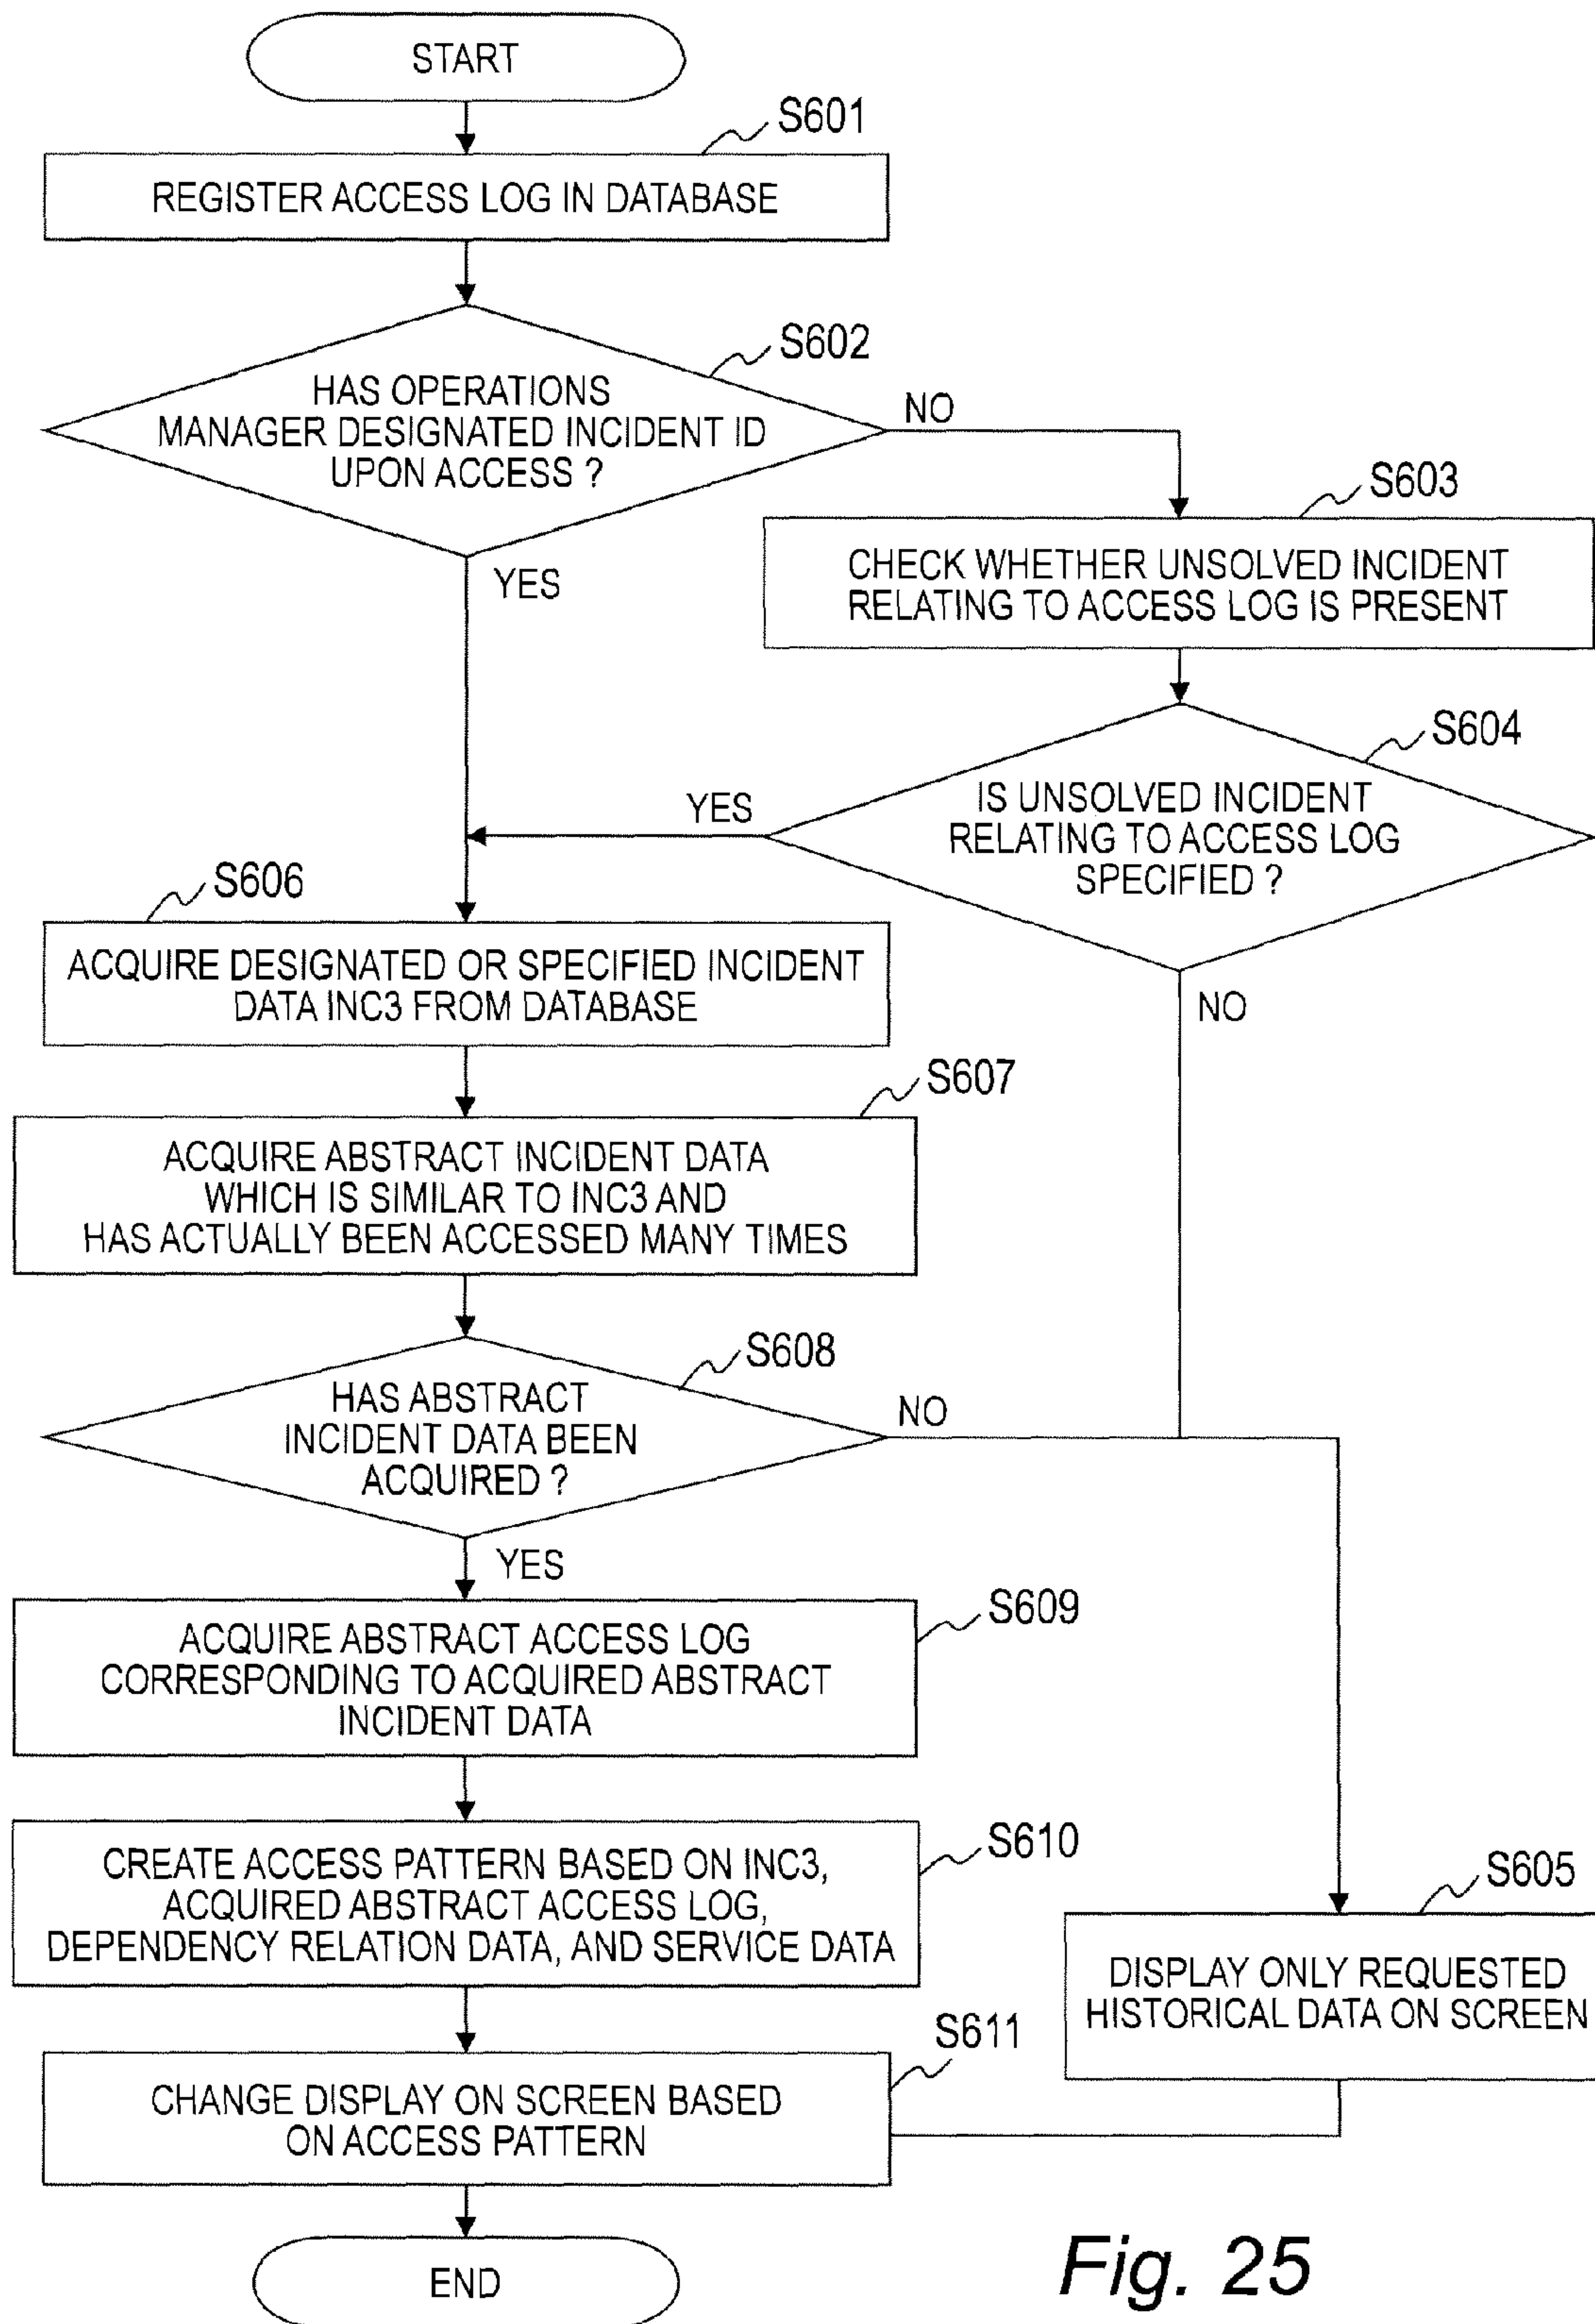 START
S601
REGISTER ACCESS LOG IN DATABASE
S602
HAS OPERATIONS
MANAGER DESIGNATED INCIDENT ID
UPON ACCESS ?
NO
YES
S603
CHECK WHETHER UNSOLVED INCIDENT
RELATING TO ACCESS LOG IS PRESENT
S604
IS UNSOLVED INCIDENT
RELATING TO ACCESS LOG
SPECIFIED ?
YES
NO
S606
ACQUIRE DESIGNATED OR SPECIFIED INCIDENT
DATA INC3 FROM DATABASE
S607
ACQUIRE ABSTRACT INCIDENT DATA
WHICH IS SIMILAR TO INC3 AND
HAS ACTUALLY BEEN ACCESSED MANY TIMES
S608
HAS ABSTRACT
INCIDENT DATA BEEN
ACQUIRED ?
NO
YES
S609
ACQUIRE ABSTRACT ACCESS LOG
CORRESPONDING TO ACQUIRED ABSTRACT
INCIDENT DATA
S610
CREATE ACCESS PATTERN BASED ON INC3,
ACQUIRED ABSTRACT ACCESS LOG,
DEPENDENCY RELATION DATA, AND SERVICE DATA
S605
DISPLAY ONLY REQUESTED
HISTORICAL DATA ON SCREEN
S611
CHANGE DISPLAY ON SCREEN BASED
ON ACCESS PATTERN
END
Fig. 25